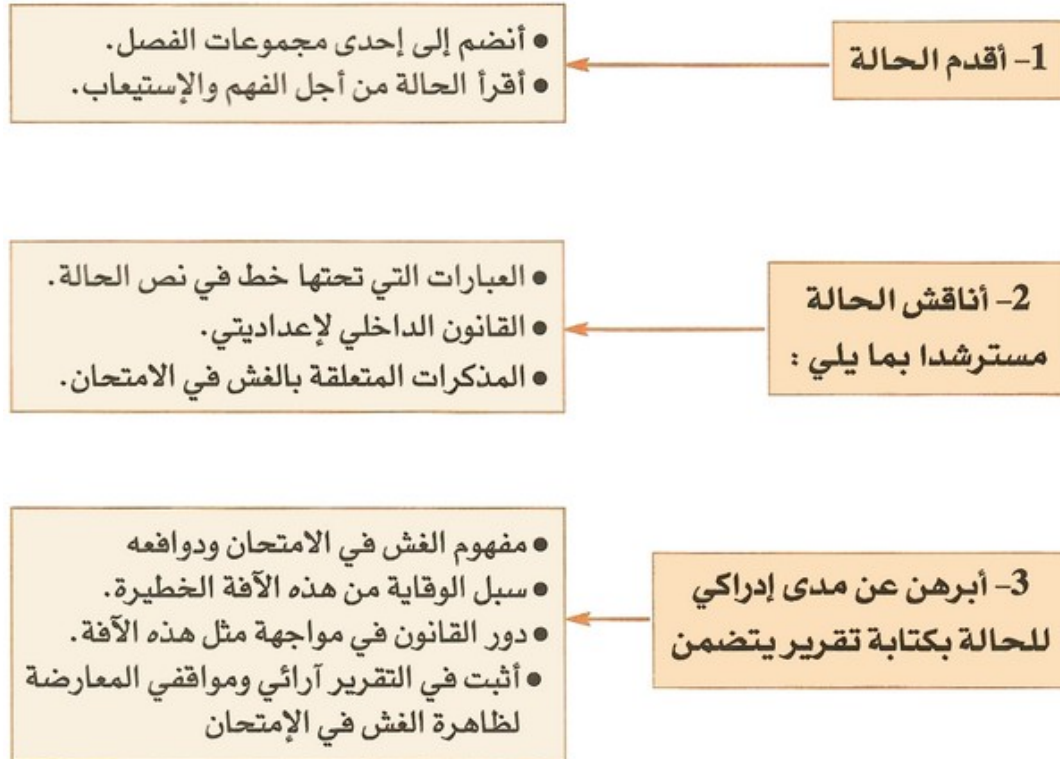 1- أقدم الحالة
● أنضم إلى إحدى مجموعات الفصل.
● أقرأ الحالة من أجل الفهم والإستيعاب.
2- أناقش الحالة
مسترشدا بما يلي :
● العبارات التي تحتها خط في نص الحالة.
● القانون الداخلي لإعداديتي.
● المذكرات المتعلقة بالغش في الامتحان.
3- أبرهن عن مدى إدراكي
للحالة بكتابة تقرير يتضمن
● مفهوم الغش في الامتحان ودوافعه
● سبل الوقاية من هذه الآفة الخطيرة.
● دور القانون في مواجهة مثل هذه الآفة.
● أثبت في التقرير آرائي ومواقفي المعارضة
لظاهرة الغش في الإمتحان